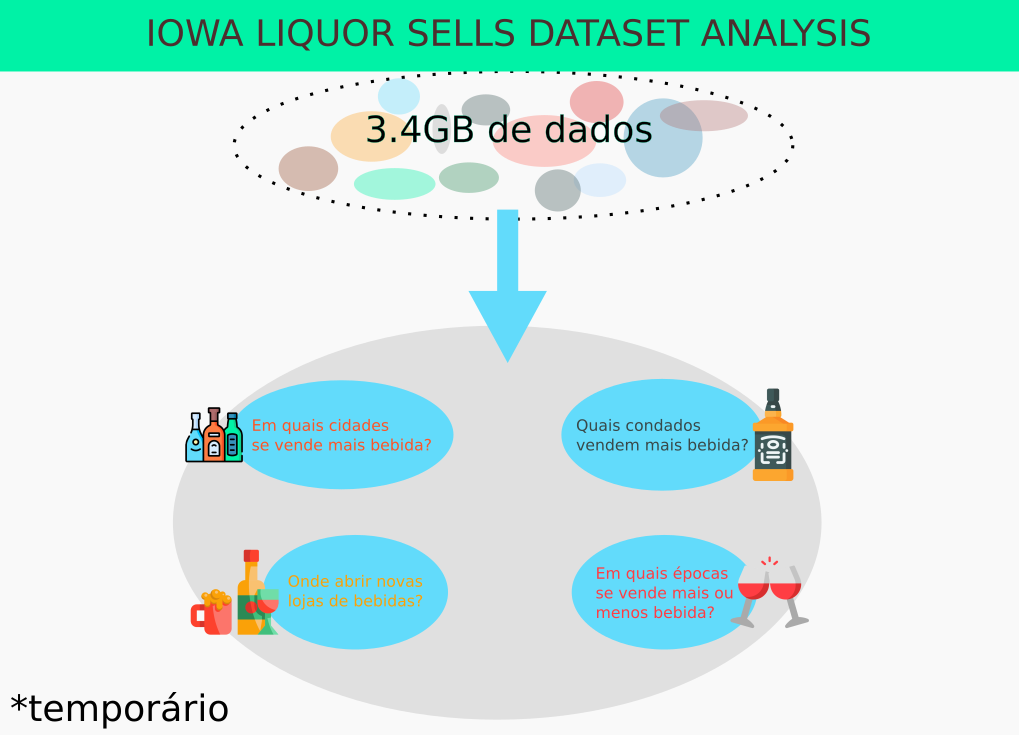 IOWA LIQUOR SELLS DATASET ANALYSIS
3.4GB de dados
Em quais cidades
se vende mais bebida?
Quais condados
vendem mais bebida?
Onde abrir novas
lojas de bebidas?
Em quais épocas
se vende mais ou
menos bebida?
*temporário